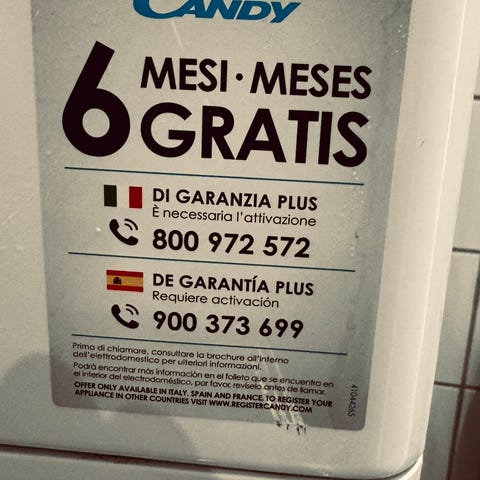 CANDY
6 MESI · MESES
GRATIS
DI GARANZIA PLUS
È necessaria l'attivazione
800 972 572
DE GARANTÍA PLUS
Requiere activación
900 373 699
Prima di chiamare, consultare la brochure all'interno
dell'elettrodomestico per ulteriori informazioni.
Podrá encontrar más información en el folleto que se encuentra en
el interior del electrodoméstico, por favor, revíselo antes de llamar.
OFFER ONLY AVAILABLE IN ITALY, SPAIN AND FRANCE, TO REGISTER YOUR
APPLIANCE IN OTHER COUNTRIES VISIT WWW.REGISTERCANDY.COM
41044265